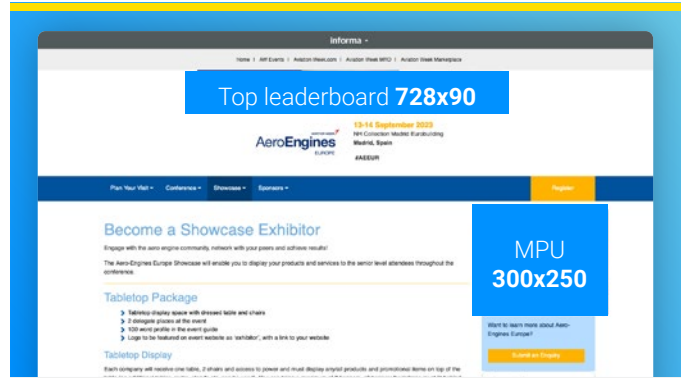 informa
Home | AW Events | Aviation Week.com | Aviation Week MRO | Aviation Week Marketplace
Top leaderboard 728x90
13-14 September 2023
NH Collection Madrid Eurobuilding
Madrid, Spain
#AEEUR
AeroEngines
EUROPE
Plan Your Visit Conference Showcase Sponsors Register
Become a Showcase Exhibitor
Engage with the aero engine community, network with your peers and achieve results!
The Aero-Engines Europe Showcase will enable you to display your products and services to the senior level attendees throughout the
conference.
MPU
300x250
Tabletop Package
Tabletop display space with dressed table and chairs
2 delegate places at the event
100 word profile in the event guide
Logo to be featured on event website as 'exhibitor', with a link to your website
Want to learn more about Aero-
Engines Europe?
Submit an Enquiry
Tabletop Display
Each company will receive one table, 2 chairs and access to power and must display any/all products and promotional items on top of the